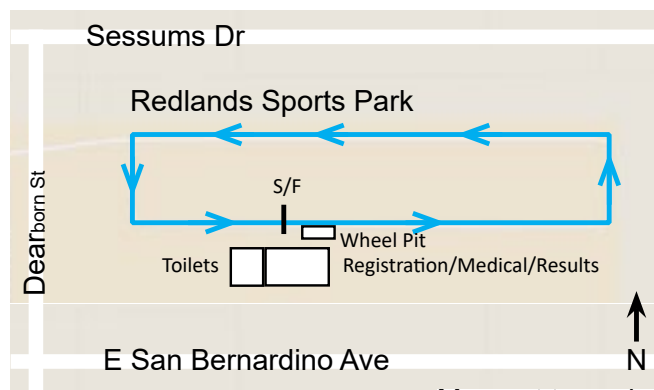 Sessums Dr
Redlands Sports Park
S/F
Dearborn St
Wheel Pit
Toilets
Registration/Medical/Results
E San Bernardino Ave
N